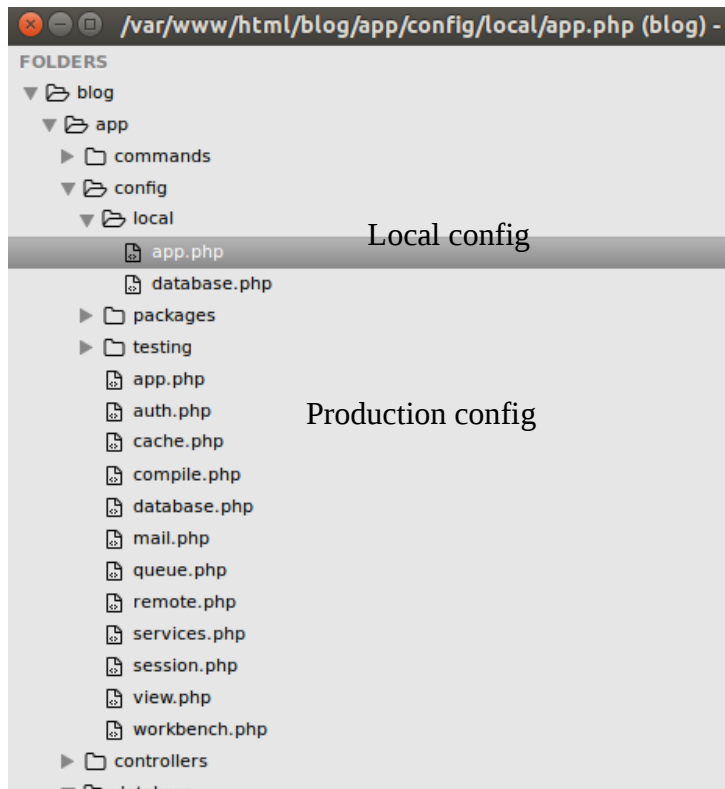 /var/www/html/blog/app/config/local/app.php (blog) -
FOLDERS
blog
app
commands
config
local
Local config
app.php
database.php
packages
testing
app.php
auth.php
Production config
cache.php
compile.php
database.php
mail.php
queue.php
remote.php
services.php
session.php
view.php
workbench.php
controllers